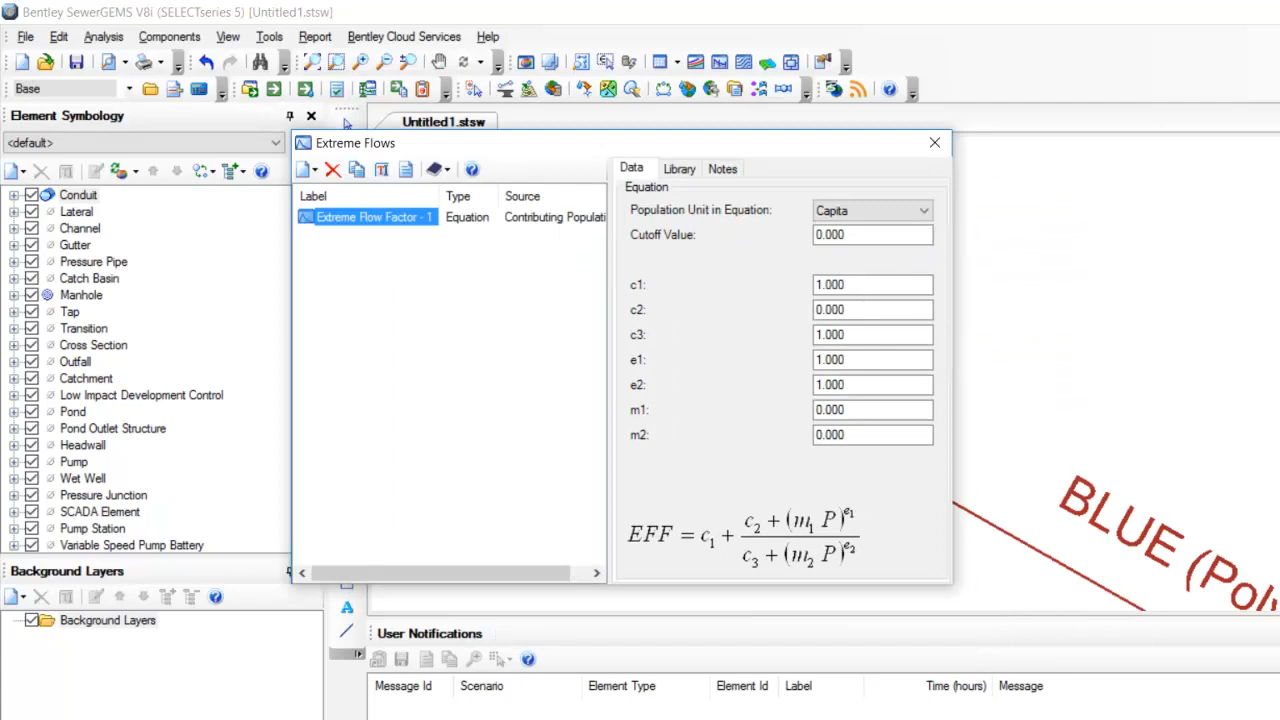 Bentley SewerGEMS V8i (SELECTseries 5) [Untitled1.stsw]
File Edit Analysis Components View Tools Report Bentley Cloud Services Help
Base
Element Symbology
Untitled1.stsw
<default>
Conduit
Lateral
Channel
Gutter
Pressure Pipe
Catch Basin
Manhole
Tap
Transition
Cross Section
Outfall
Catchment
Low Impact Development Control
Pond
Pond Outlet Structure
Headwall
Pump
Wet Well
Pressure Junction
SCADA Element
Pump Station
Variable Speed Pump Battery
Background Layers
Background Layers
Extreme Flows
Label Type Source
Extreme Flow Factor - 1 Equation Contributing Populati
Data Library Notes
Equation
Population Unit in Equation: Capita
Cutoff Value: 0.000
c1: 1.000
c2: 0.000
c3: 1.000
e1: 1.000
e2: 1.000
m1: 0.000
m2: 0.000
EFF = c₁ + (c₂ + (m₁ P)^e₁) / (c₃ + (m₂ P)^e₂)
BLUE (Poly
User Notifications
Message Id Scenario Element Type Element Id Label Time (hours) Message